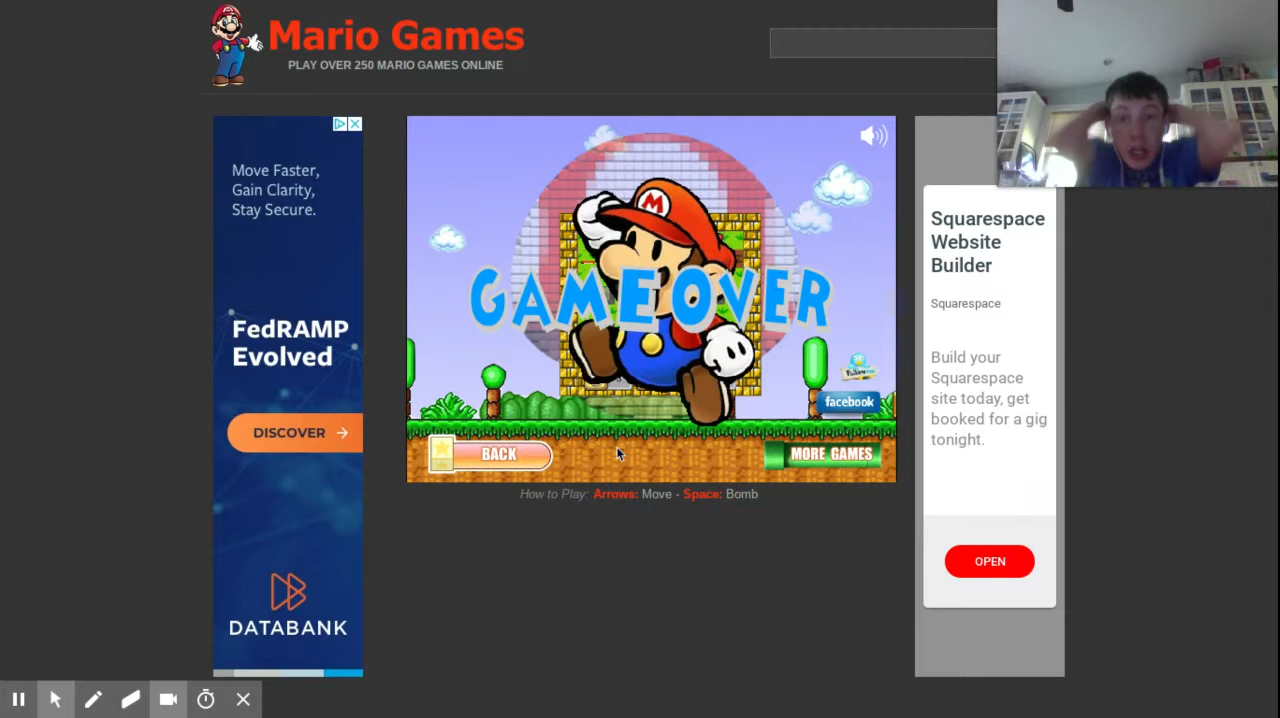 Mario Games
PLAY OVER 250 MARIO GAMES ONLINE
Move Faster,
Gain Clarity,
Stay Secure.
FedRAMP
Evolved
DISCOVER →
DATABANK
M
GAME OVER
Follow me
facebook
BACK
MORE GAMES
How to Play: Arrows: Move - Space: Bomb
Squarespace
Website
Builder
Squarespace
Build your
Squarespace
site today, get
booked for a gig
tonight.
OPEN